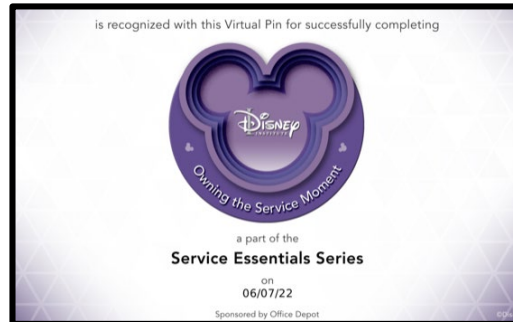 is recognized with this Virtual Pin for successfully completing
Disney
INSTITUTE
Owning the Service Moment
a part of the
Service Essentials Series
on
06/07/22
Sponsored by Office Depot